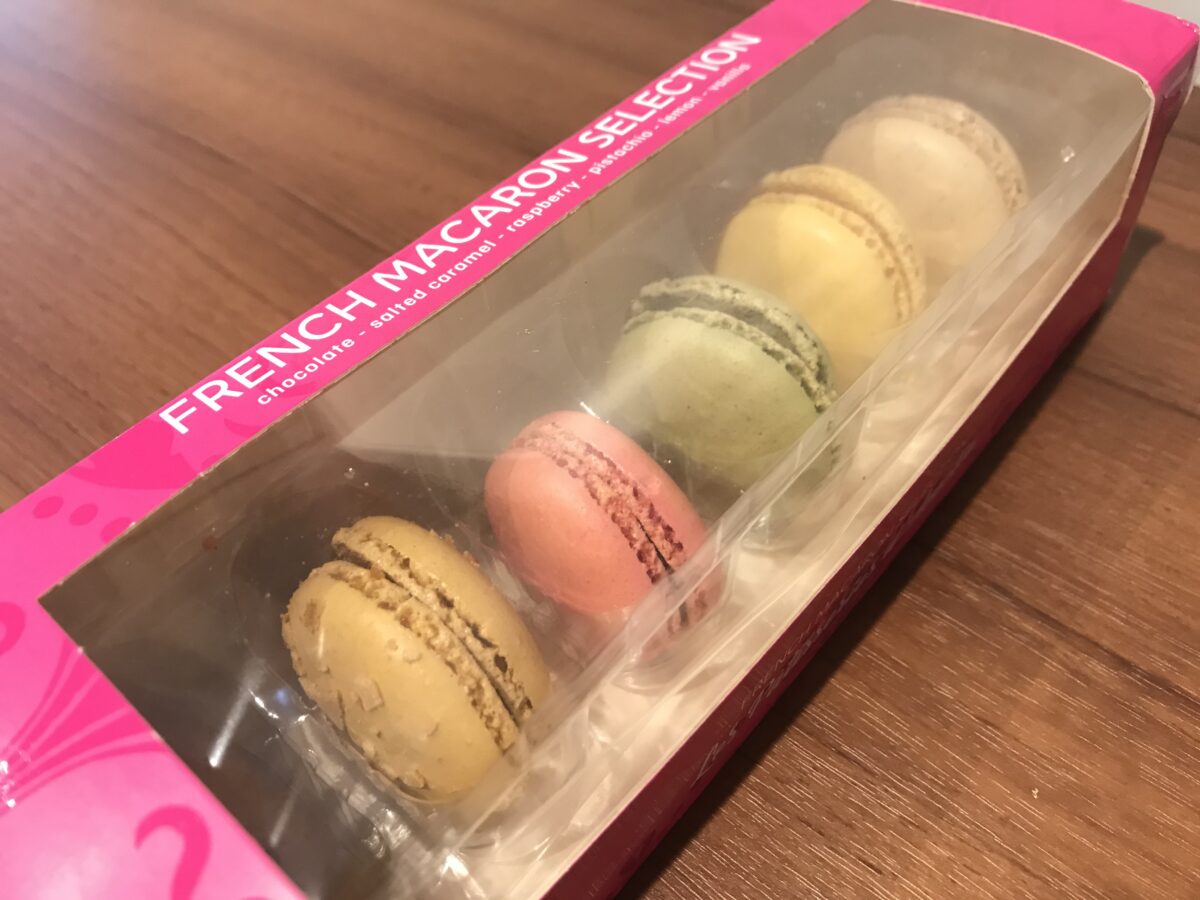 FRENCH MACARON SELECTION
chocolate - salted caramel - raspberry - pistachio - lemon - vanilla